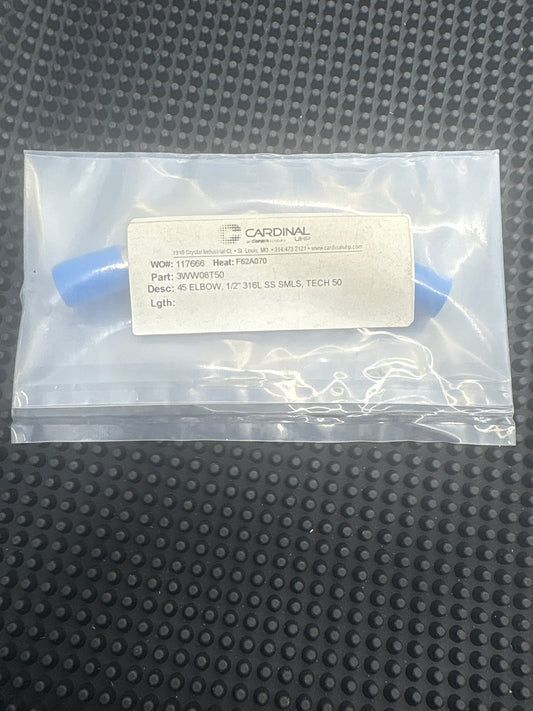 CARDINAL
UHP
Crystal Industrial Ct. • St. Louis, MO • 314.473.2121 • www.cardinaluhp.com
WO#: 117666 Heat: F62A070
Part: 3WW08T50
Desc: 45 ELBOW, 1/2" 316L SS SMLS, TECH 50
Lgth: